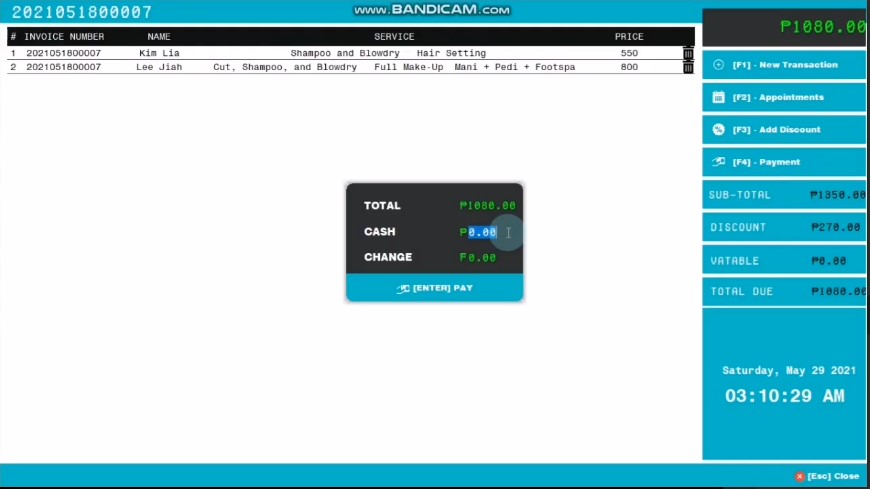 2021051800007
WWW.BANDICAM.COM
₱1080.00
# INVOICE NUMBER NAME SERVICE PRICE
1 2021051800007 Kim Lia Shampoo and Blowdry Hair Setting 550
2 2021051800007 Lee Jiah Cut, Shampoo, and Blowdry Full Make-Up Mani + Pedi + Footspa 800
[F1] - New Transaction
[F2] - Appointments
[F3] - Add Discount
[F4] - Payment
SUB-TOTAL ₱1350.00
DISCOUNT ₱270.00
VATABLE ₱0.00
TOTAL DUE ₱1080.00
TOTAL ₱1080.00
CASH ₱0.00
CHANGE ₱0.00
[ENTER] PAY
Saturday, May 29 2021
03:10:29 AM
[Esc] Close